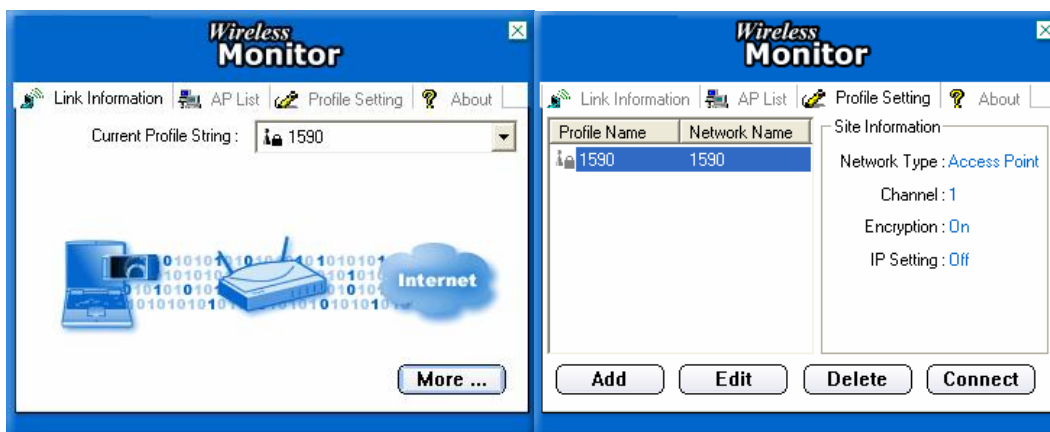 Wireless
Monitor
Link Information AP List Profile Setting About
Current Profile String : 1590
Internet
More ...
Wireless
Monitor
Link Information AP List Profile Setting About
Profile Name Network Name
1590 1590
Site Information
Network Type : Access Point
Channel : 1
Encryption : On
IP Setting : Off
Add Edit Delete Connect